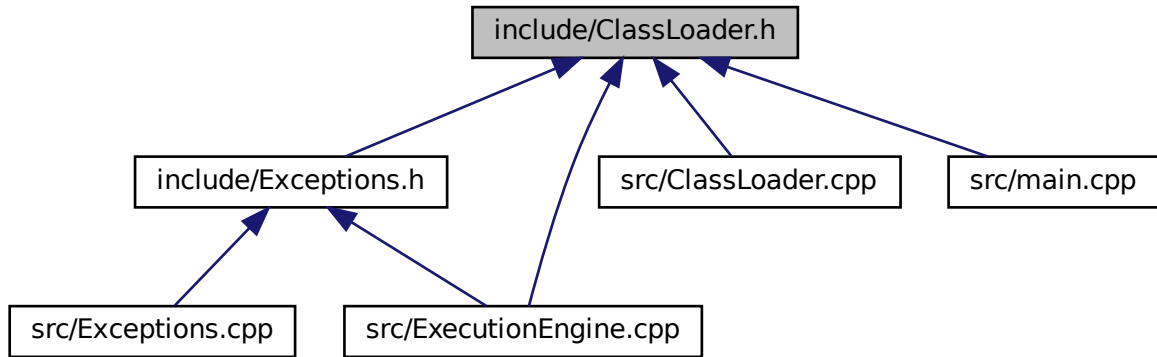 include/ClassLoader.h
include/Exceptions.h
src/ClassLoader.cpp
src/main.cpp
src/Exceptions.cpp
src/ExecutionEngine.cpp